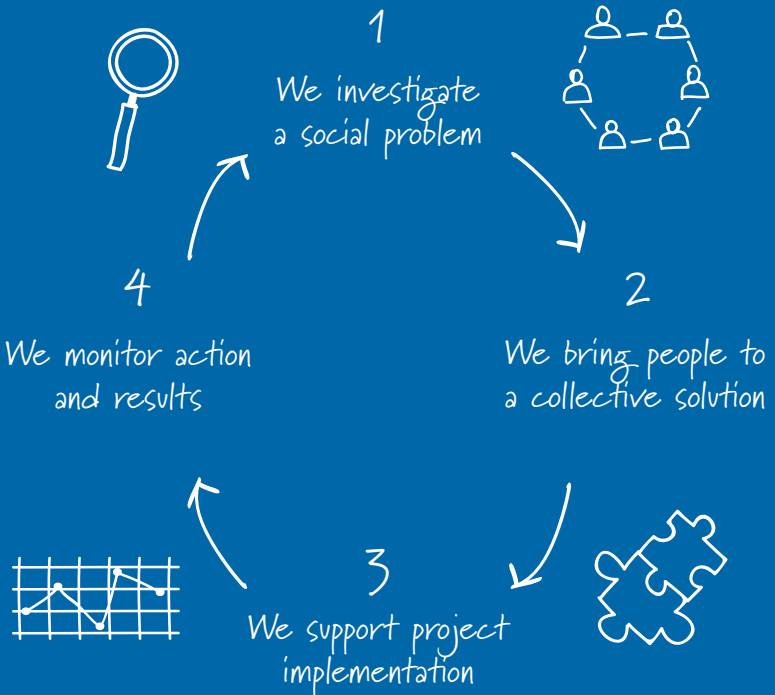 1
We investigate
a social problem
2
We bring people to
a collective solution
3
We support project
implementation
4
We monitor action
and results